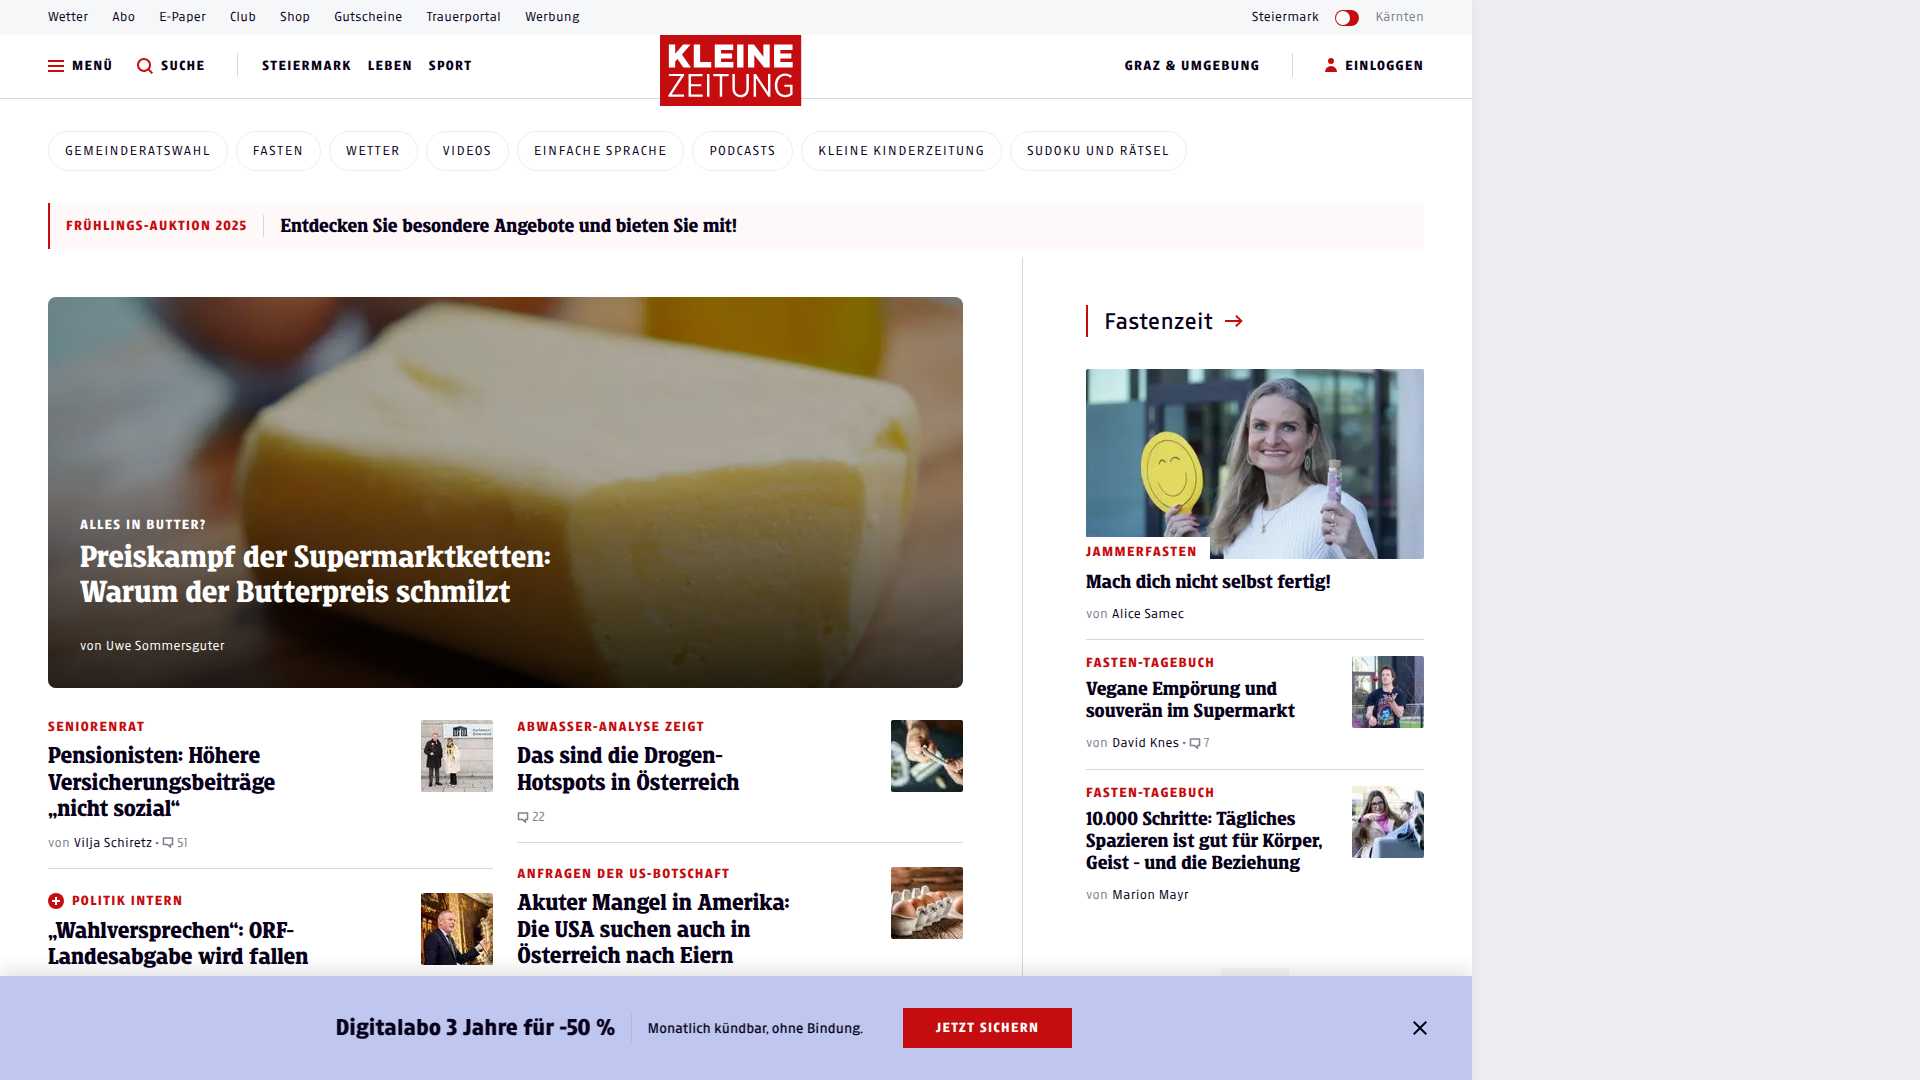 Wetter Abo E-Paper Club Shop Gutscheine Trauerportal Werbung Steiermark Kärnten
MENÜ SUCHE STEIERMARK LEBEN SPORT KLEINE ZEITUNG GRAZ & UMGEBUNG EINLOGGEN
GEMEINDERATSWAHL FASTEN WETTER VIDEOS EINFACHE SPRACHE PODCASTS KLEINE KINDERZEITUNG SUDOKU UND RÄTSEL
FRÜHLINGS-AUKTION 2025 Entdecken Sie besondere Angebote und bieten Sie mit!
ALLES IN BUTTER?
Preiskampf der Supermarktketten:
Warum der Butterpreis schmilzt
von Uwe Sommersguter
SENIORENRAT
Pensionisten: Höhere
Versicherungsbeiträge
„nicht sozial“
von Vilja Schiretz · 51
POLITIK INTERN
„Wahlversprechen“: ORF-
Landesabgabe wird fallen
ABWASSER-ANALYSE ZEIGT
Das sind die Drogen-
Hotspots in Österreich
22
ANFRAGEN DER US-BOTSCHAFT
Akuter Mangel in Amerika:
Die USA suchen auch in
Österreich nach Eiern
Fastenzeit
JAMMERFASTEN
Mach dich nicht selbst fertig!
von Alice Samec
FASTEN-TAGEBUCH
Vegane Empörung und
souverän im Supermarkt
von David Knes · 7
FASTEN-TAGEBUCH
10.000 Schritte: Tägliches
Spazieren ist gut für Körper,
Geist - und die Beziehung
von Marion Mayr
Digitalabo 3 Jahre für -50 % Monatlich kündbar, ohne Bindung. JETZT SICHERN